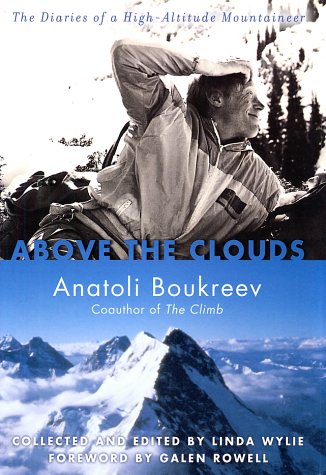 The Diaries of a High-Altitude Mountaineer
ABOVE THE CLOUDS
Anatoli Boukreev
Coauthor of The Climb
COLLECTED AND EDITED BY LINDA WYLIE
FOREWORD BY GALEN ROWELL